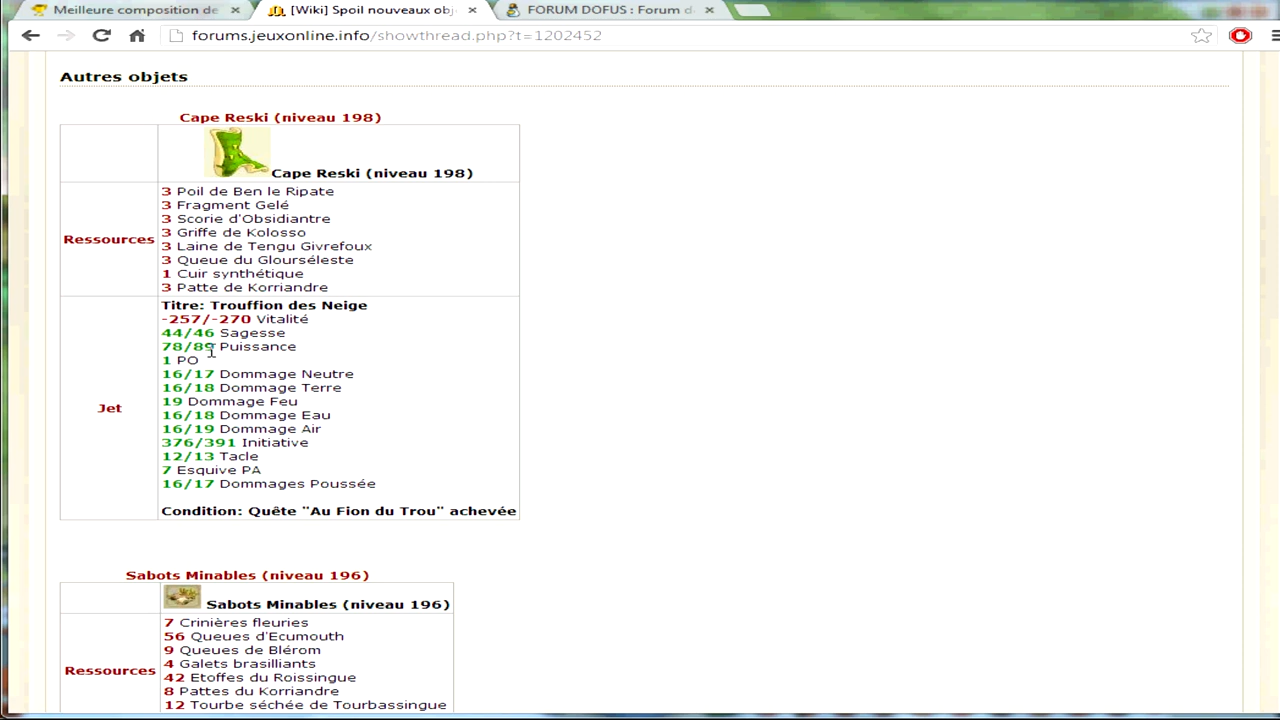 Meilleure composition de
[Wiki] Spoil nouveaux obj
FORUM DOFUS : Forum d
forums.jeuxonline.info/showthread.php?t=1202452
Autres objets
Cape Reski (niveau 198)
Cape Reski (niveau 198)
Ressources
3 Poil de Ben le Ripate
3 Fragment Gelé
3 Scorie d'Obsidiantre
3 Griffe de Kolosso
3 Laine de Tengu Givrefoux
3 Queue du Glourséleste
1 Cuir synthétique
3 Patte de Korriandre
Jet
Titre: Trouffion des Neige
-257/-270 Vitalité
44/46 Sagesse
78/89 Puissance
1 PO
16/17 Dommage Neutre
16/18 Dommage Terre
19 Dommage Feu
16/18 Dommage Eau
16/19 Dommage Air
376/391 Initiative
12/13 Tacle
7 Esquive PA
16/17 Dommages Poussée
Condition: Quête "Au Fion du Trou" achevée
Sabots Minables (niveau 196)
Sabots Minables (niveau 196)
Ressources
7 Crinières fleuries
56 Queues d'Ecumouth
9 Queues de Blérom
4 Galets brasilliants
42 Etoffes du Roissingue
8 Pattes du Korriandre
12 Tourbe séchée de Tourbassingue